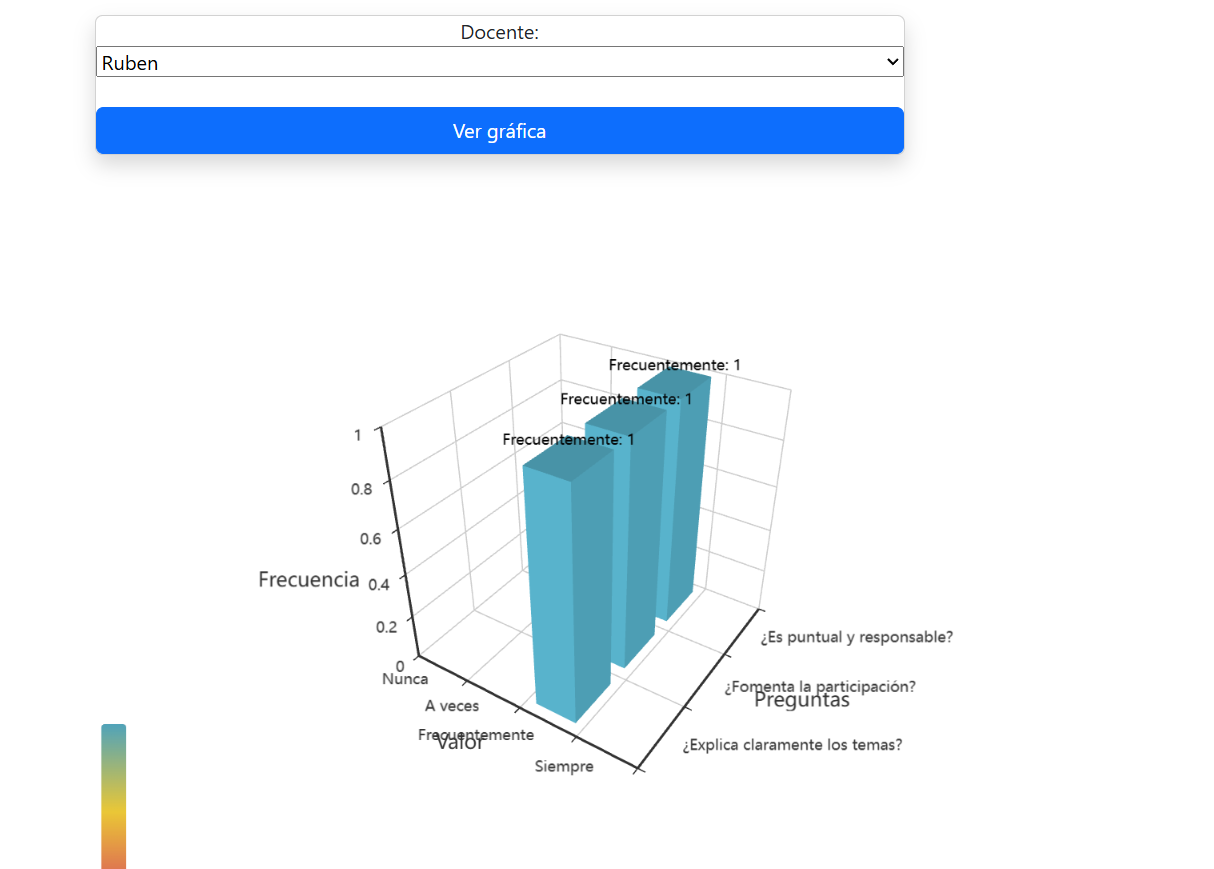 Docente:
Ruben
Ver gráfica
Frecuentemente: 1
Frecuentemente: 1
Frecuentemente: 1
1
0.8
0.6
0.4
0.2
0
Frecuencia
Nunca
A veces
Frecuentemente
Siempre
Valor
¿Es puntual y responsable?
¿Fomenta la participación?
¿Explica claramente los temas?
Preguntas